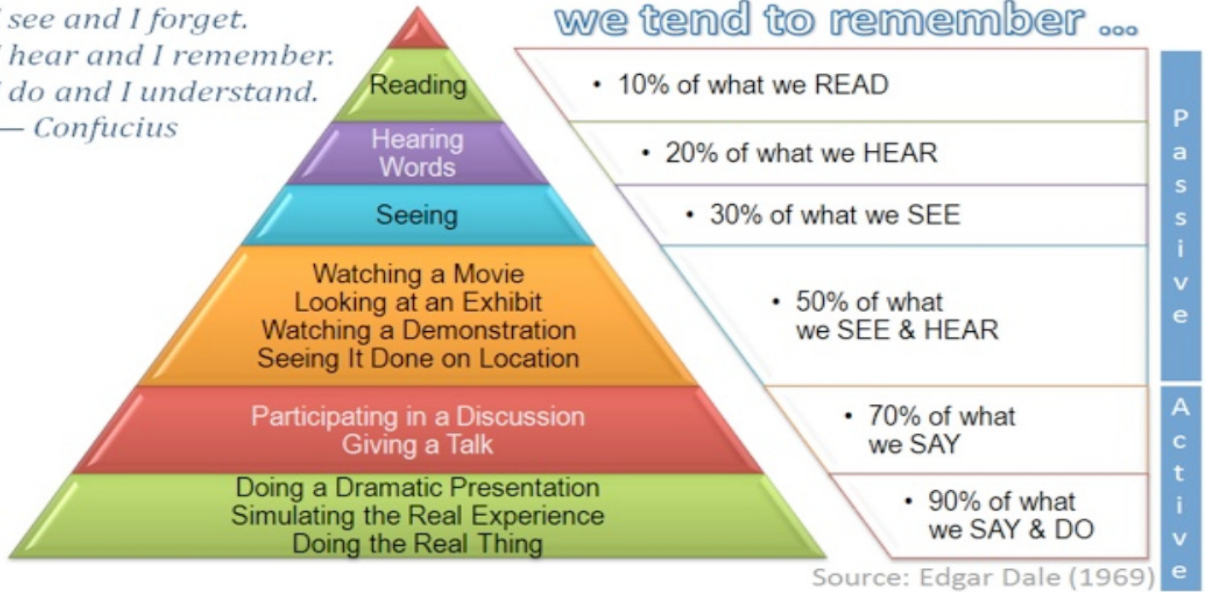 I see and I forget.
I hear and I remember.
I do and I understand.
— Confucius
we tend to remember ...
Reading
Hearing
Words
Seeing
Watching a Movie
Looking at an Exhibit
Watching a Demonstration
Seeing It Done on Location
Participating in a Discussion
Giving a Talk
Doing a Dramatic Presentation
Simulating the Real Experience
Doing the Real Thing
• 10% of what we READ
• 20% of what we HEAR
• 30% of what we SEE
• 50% of what
we SEE & HEAR
• 70% of what
we SAY
• 90% of what
we SAY & DO
Passive
Active
Source: Edgar Dale (1969)